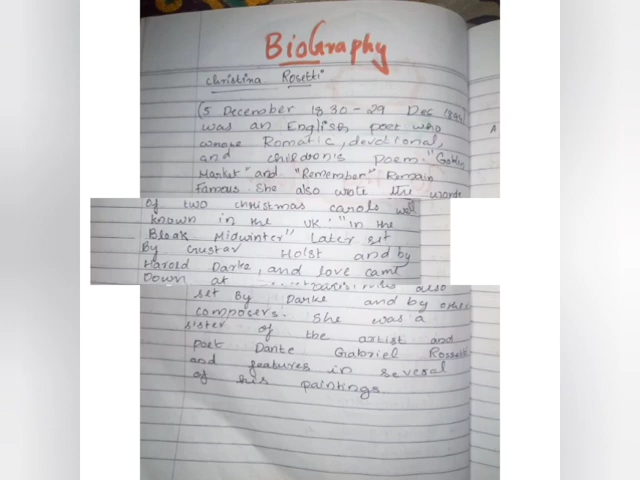 BioGraphy
christina Rosetti
(5 December 1830 - 29 Dec 1894
was an English poet who
wrote Romatic, devotional,
and children's poem. "Goblin
Market" and "Remember" Remain
famous. She also wrote the words
of two christmas carols well
known in the UK. "In the
Bleak Midwinter" Later set
By Gustav Holst and by
Harold Darke, and love came
Down at also
set By Darke and by other
composers. She was a
sister of the artist and
poet Dante Gabriel Rossetti
and features in several
of his paintings
A